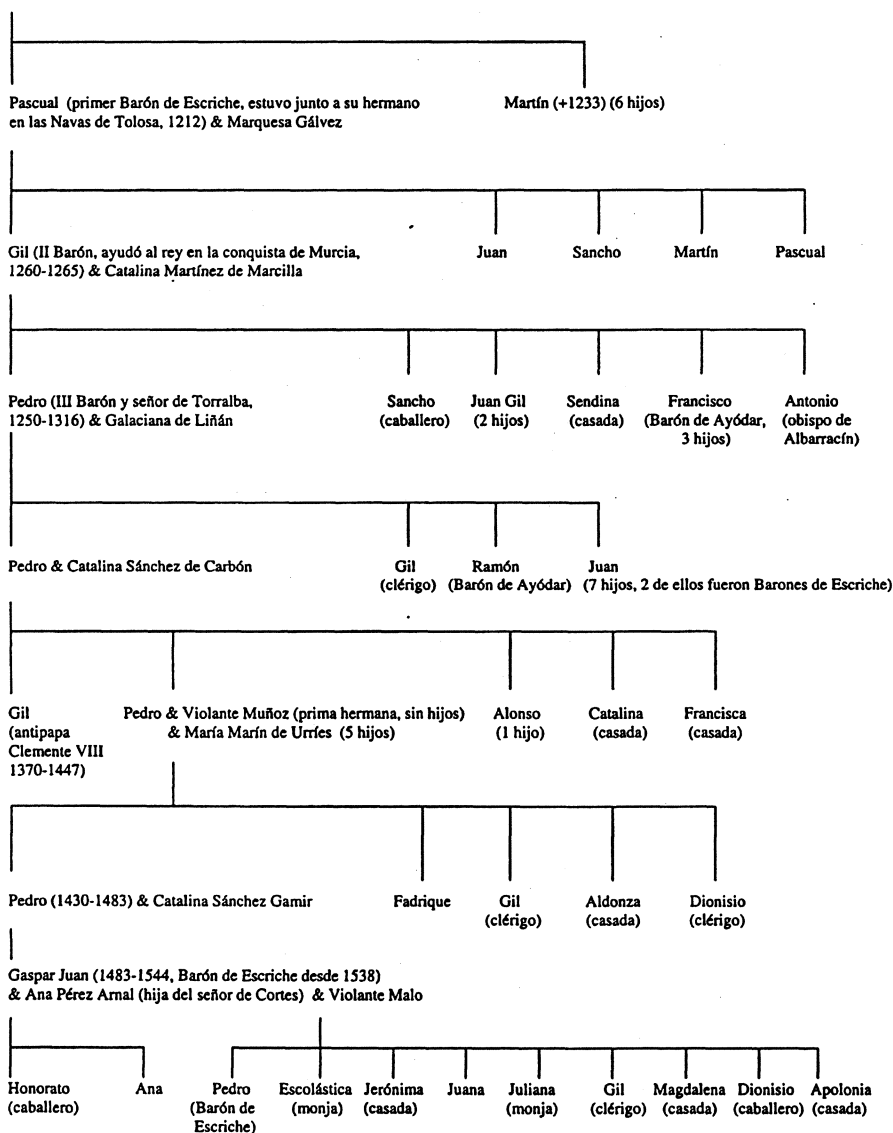 Pascual (primer Barón de Escriche, estuvo junto a su hermano
en las Navas de Tolosa, 1212) & Marquesa Gálvez
Martín (+1233) (6 hijos)
Gil (II Barón, ayudó al rey en la conquista de Murcia,
1260-1265) & Catalina Martínez de Marcilla
Juan
Sancho
Martín
Pascual
Pedro (III Barón y señor de Torralba,
1250-1316) & Galaciana de Liñán
Sancho
(caballero)
Juan Gil
(2 hijos)
Sendina
(casada)
Francisco
(Barón de Ayódar,
3 hijos)
Antonio
(obispo de
Albarracín)
Pedro & Catalina Sánchez de Carbón
Gil
(clérigo)
Ramón
(Barón de Ayódar)
Juan
(7 hijos, 2 de ellos fueron Barones de Escriche)
Gil
(antipapa
Clemente VIII
1370-1447)
Pedro & Violante Muñoz (prima hermana, sin hijos)
& María Marín de Urríes (5 hijos)
Alonso
(1 hijo)
Catalina
(casada)
Francisca
(casada)
Pedro (1430-1483) & Catalina Sánchez Gamir
Fadrique
Gil
(clérigo)
Aldonza
(casada)
Dionisio
(clérigo)
Gaspar Juan (1483-1544, Barón de Escriche desde 1538)
& Ana Pérez Arnal (hija del señor de Cortes) & Violante Malo
Honorato
(caballero)
Ana
Pedro
(Barón de
Escriche)
Escolástica
(monja)
Jerónima
(casada)
Juana
Juliana
(monja)
Gil
(clérigo)
Magdalena
(casada)
Dionisio
(caballero)
Apolonia
(casada)